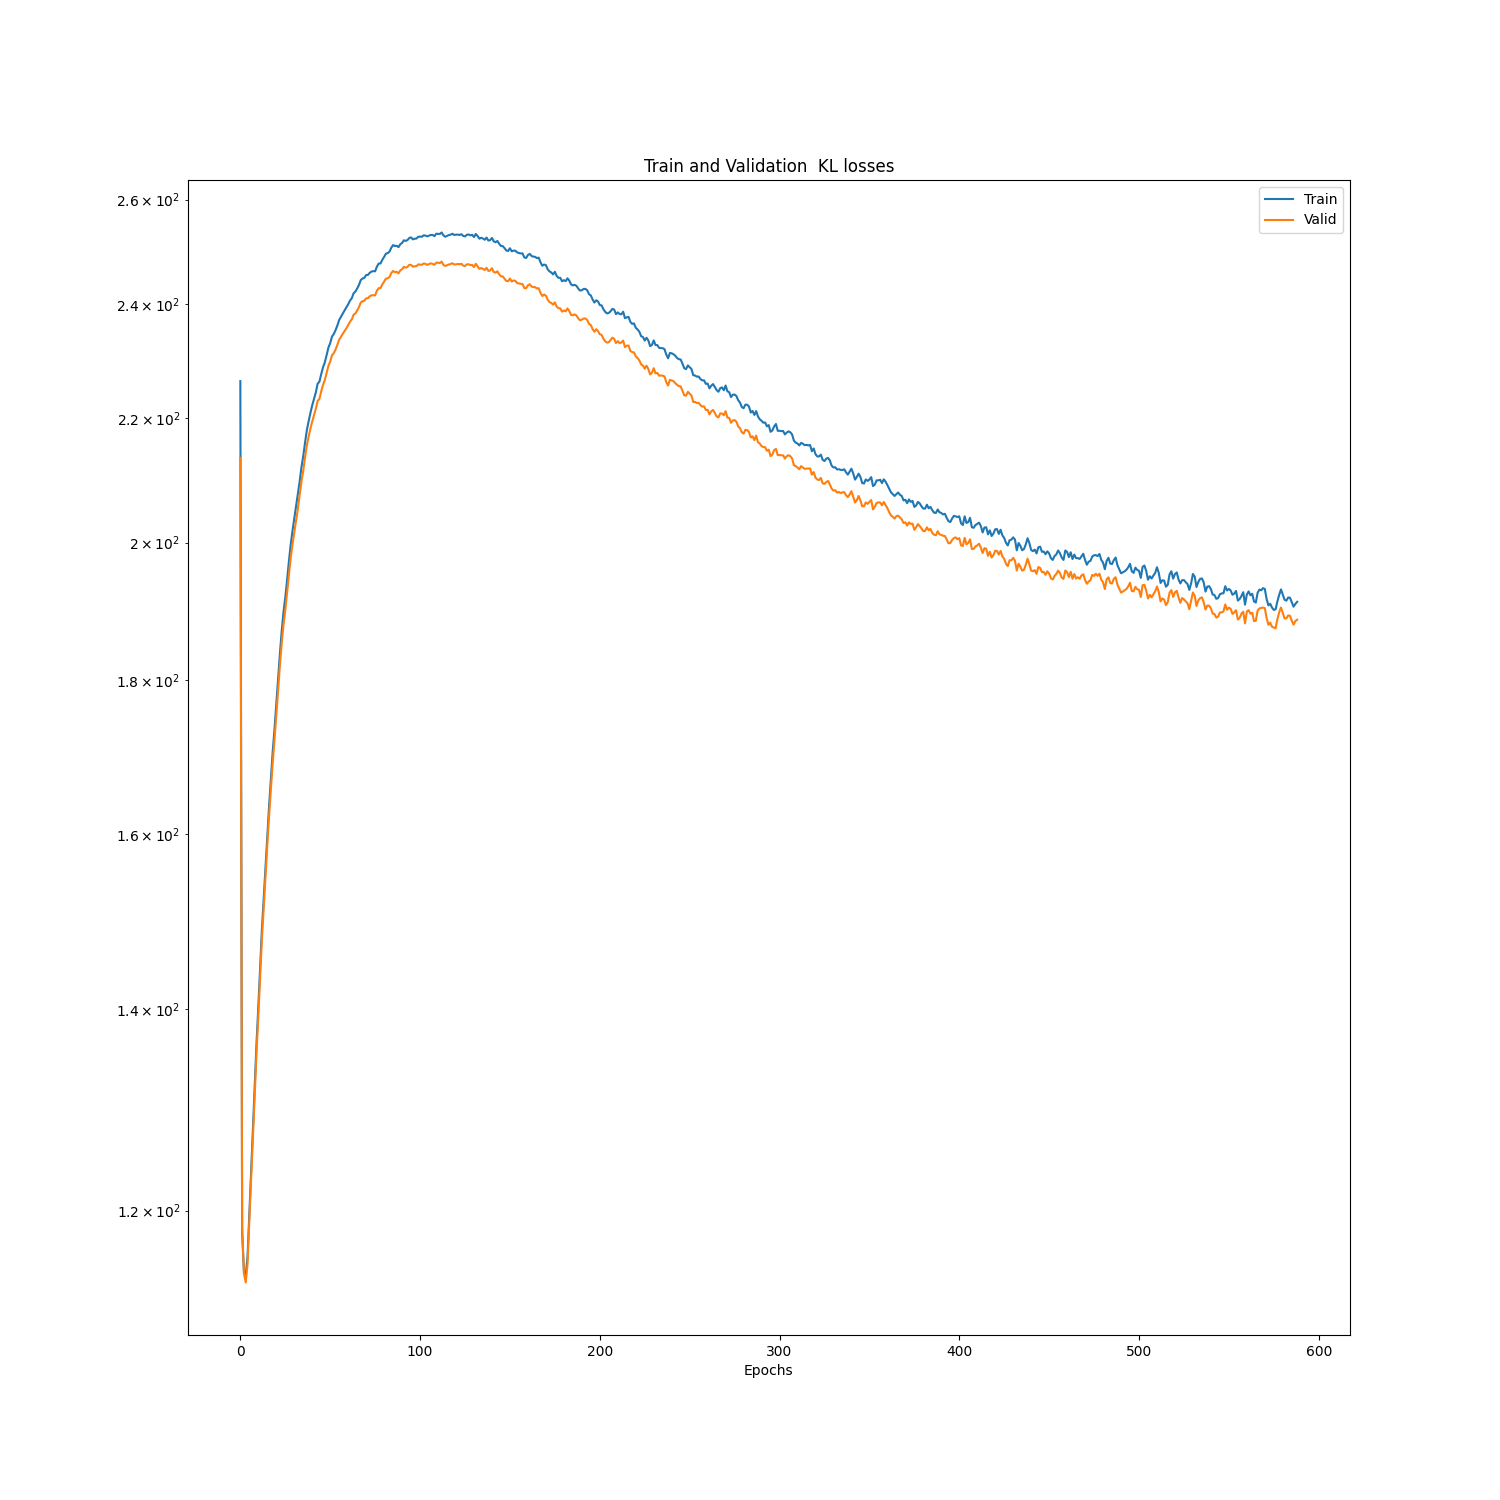 Train and Validation  KL losses
Train
Valid
2.6 × 10²
2.4 × 10²
2.2 × 10²
2 × 10²
1.8 × 10²
1.6 × 10²
1.4 × 10²
1.2 × 10²
0 100 200 300 400 500 600
Epochs